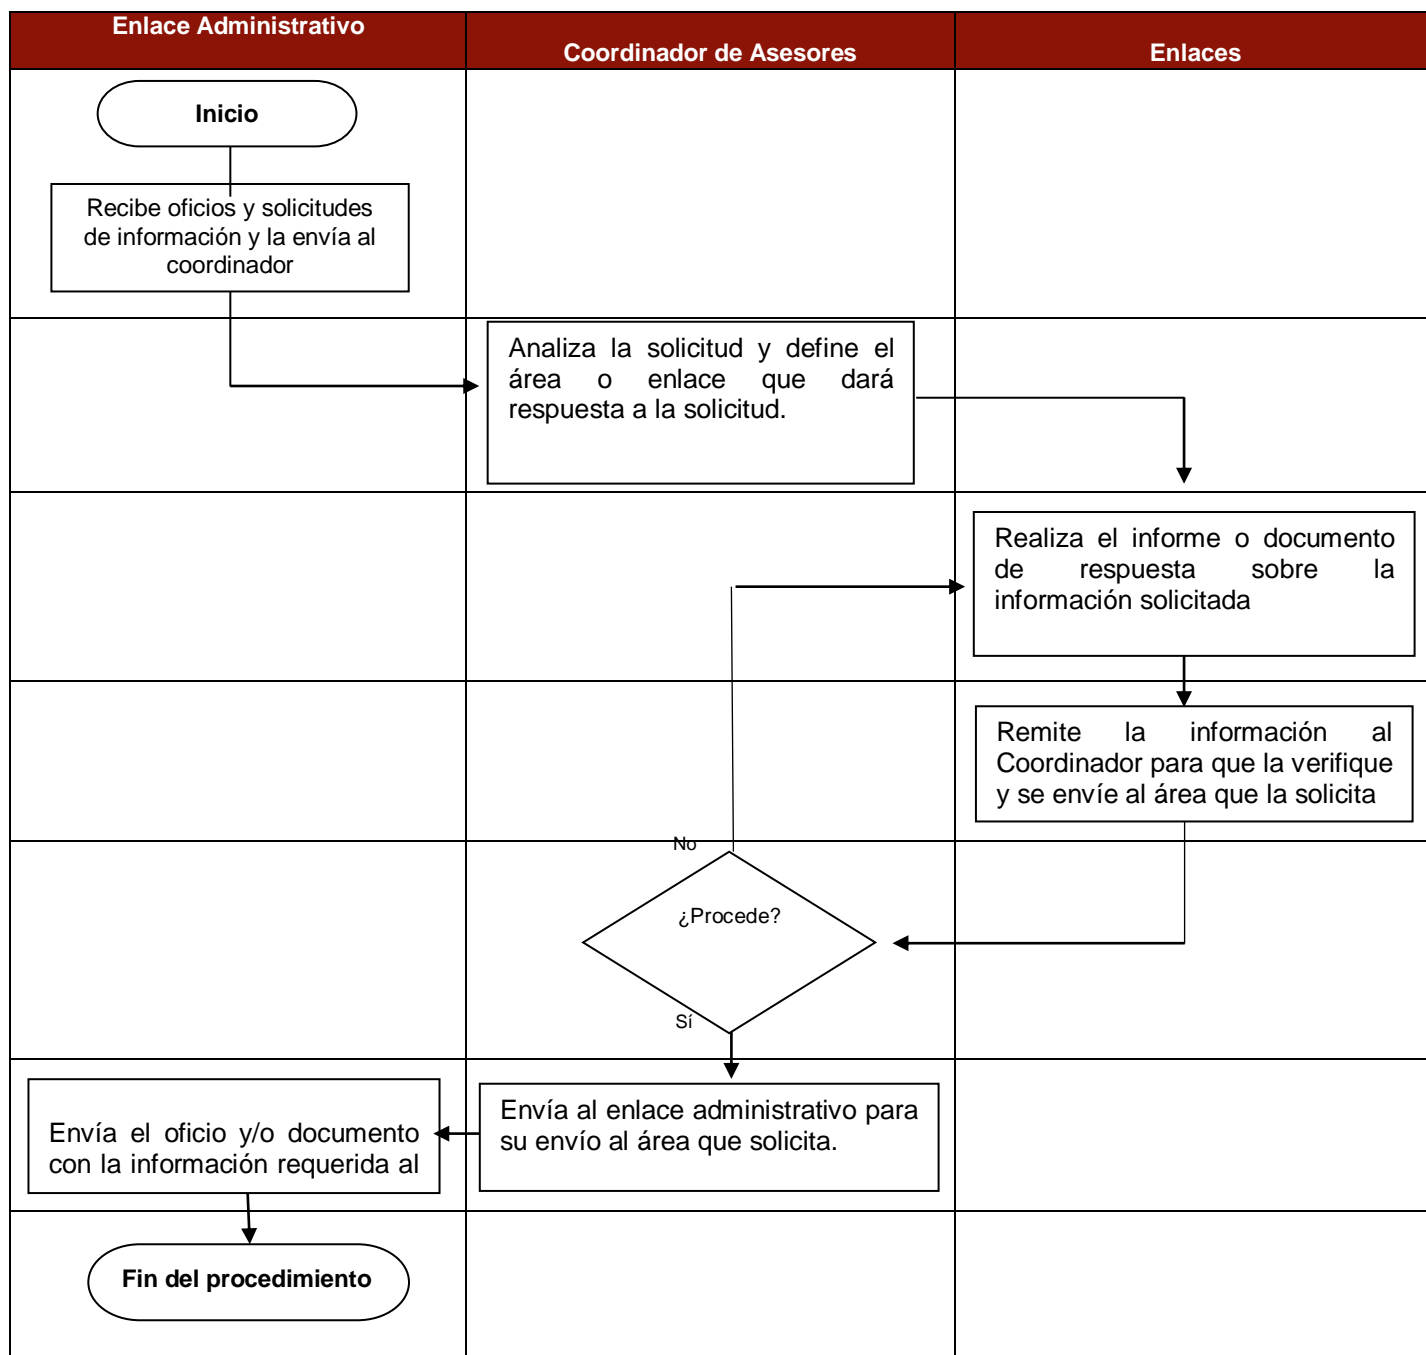 Enlace Administrativo
Coordinador de Asesores
Enlaces
Inicio
Recibe oficios y solicitudes
de información y la envía al
coordinador
Analiza la solicitud y define el
área o enlace que dará
respuesta a la solicitud.
Realiza el informe o documento
de respuesta sobre la
información solicitada
Remite la información al
Coordinador para que la verifique
y se envíe al área que la solicita
No
¿Procede?
Sí
Envía al enlace administrativo para
su envío al área que solicita.
Envía el oficio y/o documento
con la información requerida al
Fin del procedimiento